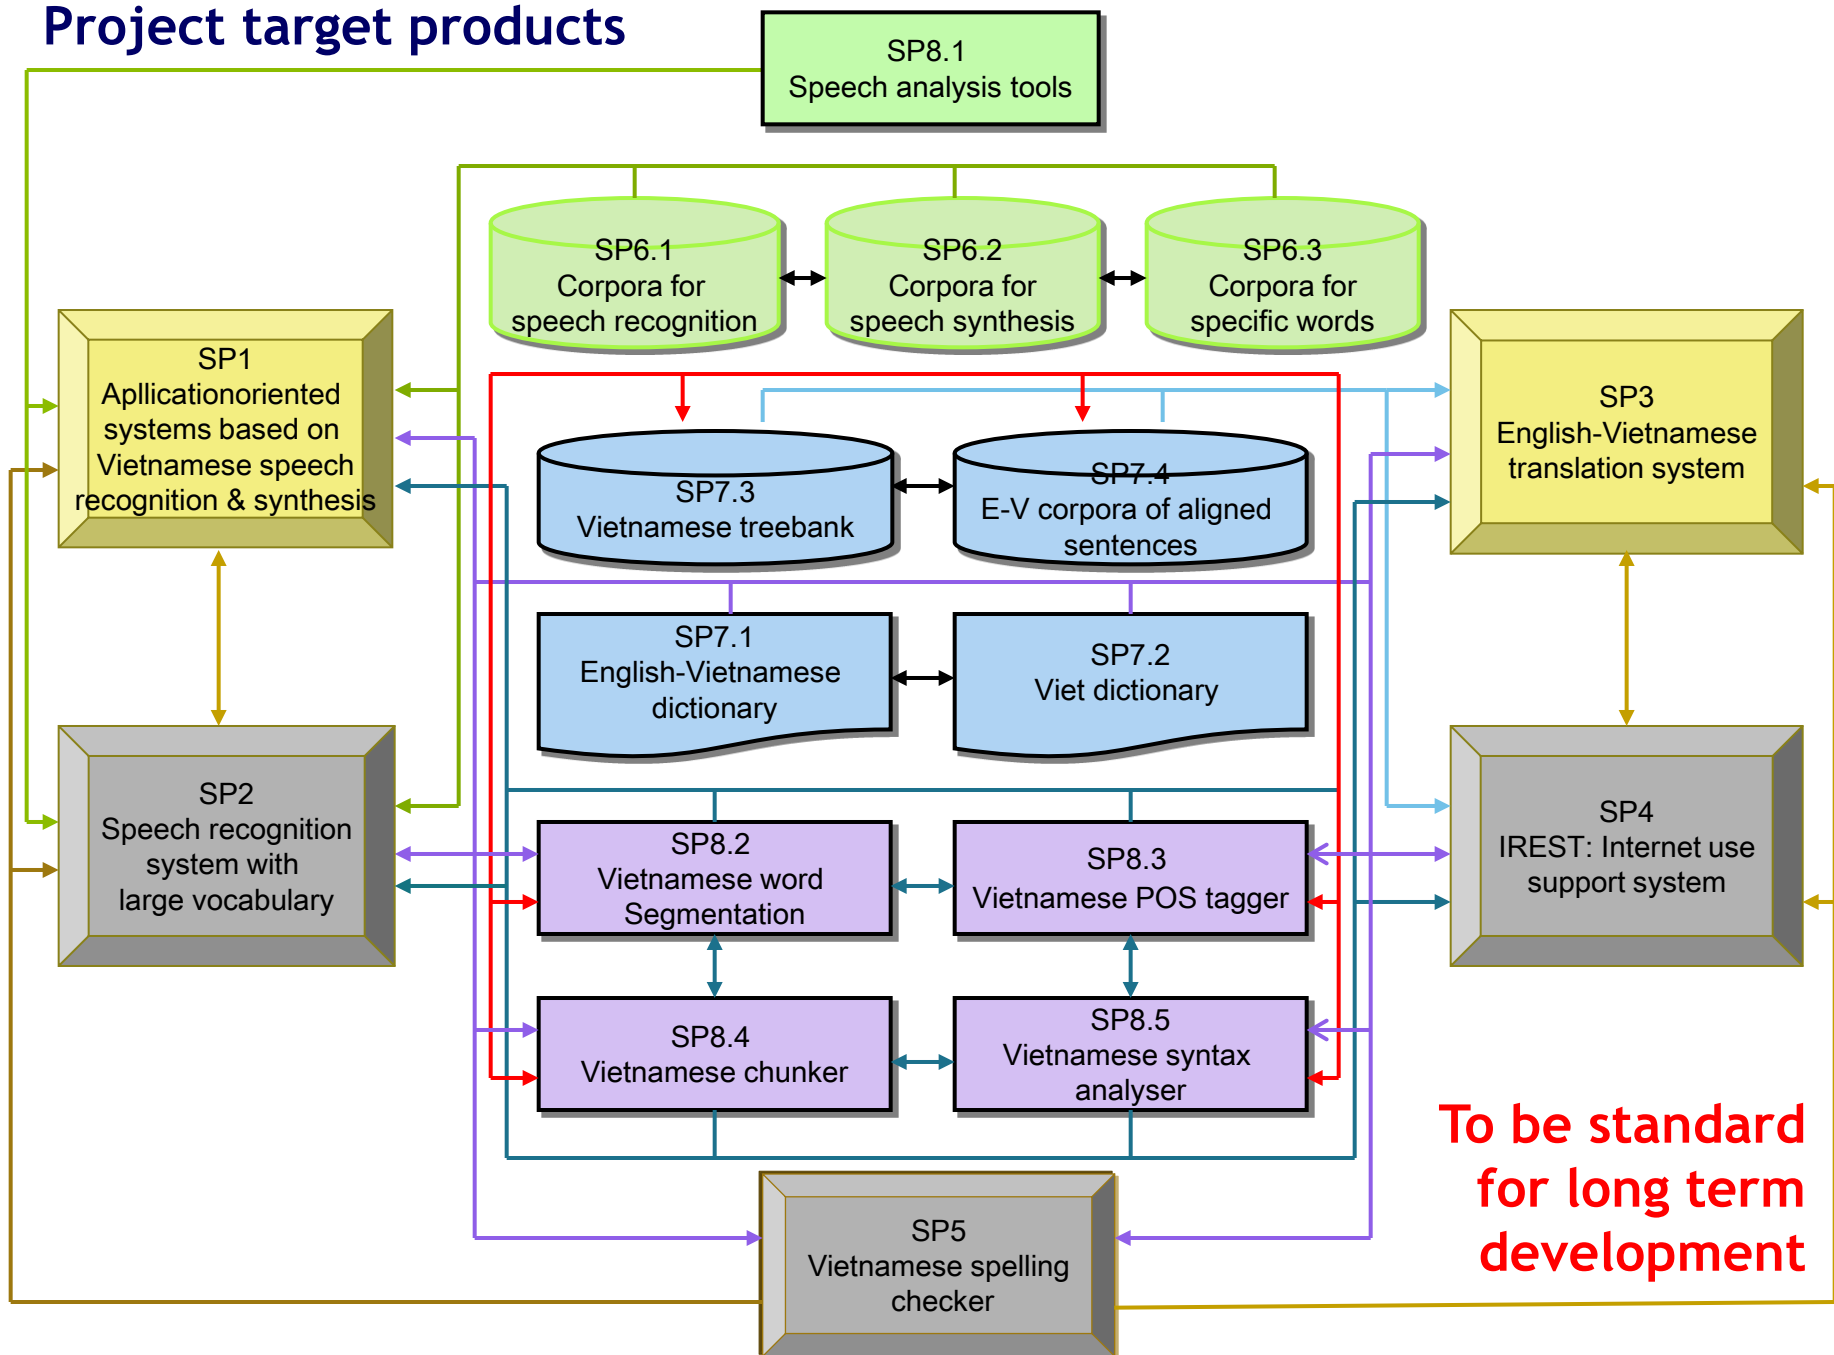 Project target products
SP8.1
Speech analysis tools
SP6.1
Corpora for
speech recognition
SP6.2
Corpora for
speech synthesis
SP6.3
Corpora for
specific words
SP1
Apllicationoriented
systems based on
Vietnamese speech
recognition & synthesis
SP3
English-Vietnamese
translation system
SP7.3
Vietnamese treebank
SP7.4
E-V corpora of aligned
sentences
SP7.1
English-Vietnamese
dictionary
SP7.2
Viet dictionary
SP2
Speech recognition
system with
large vocabulary
SP8.2
Vietnamese word
Segmentation
SP8.3
Vietnamese POS tagger
SP4
IREST: Internet use
support system
SP8.4
Vietnamese chunker
SP8.5
Vietnamese syntax
analyser
To be standard
for long term
development
SP5
Vietnamese spelling
checker